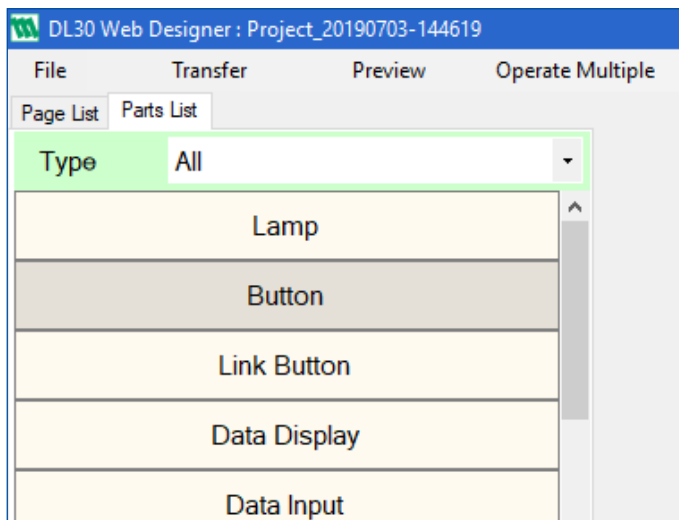 DL30 Web Designer : Project_20190703-144619
File Transfer Preview Operate Multiple
Page List Parts List
Type All
Lamp
Button
Link Button
Data Display
Data Input